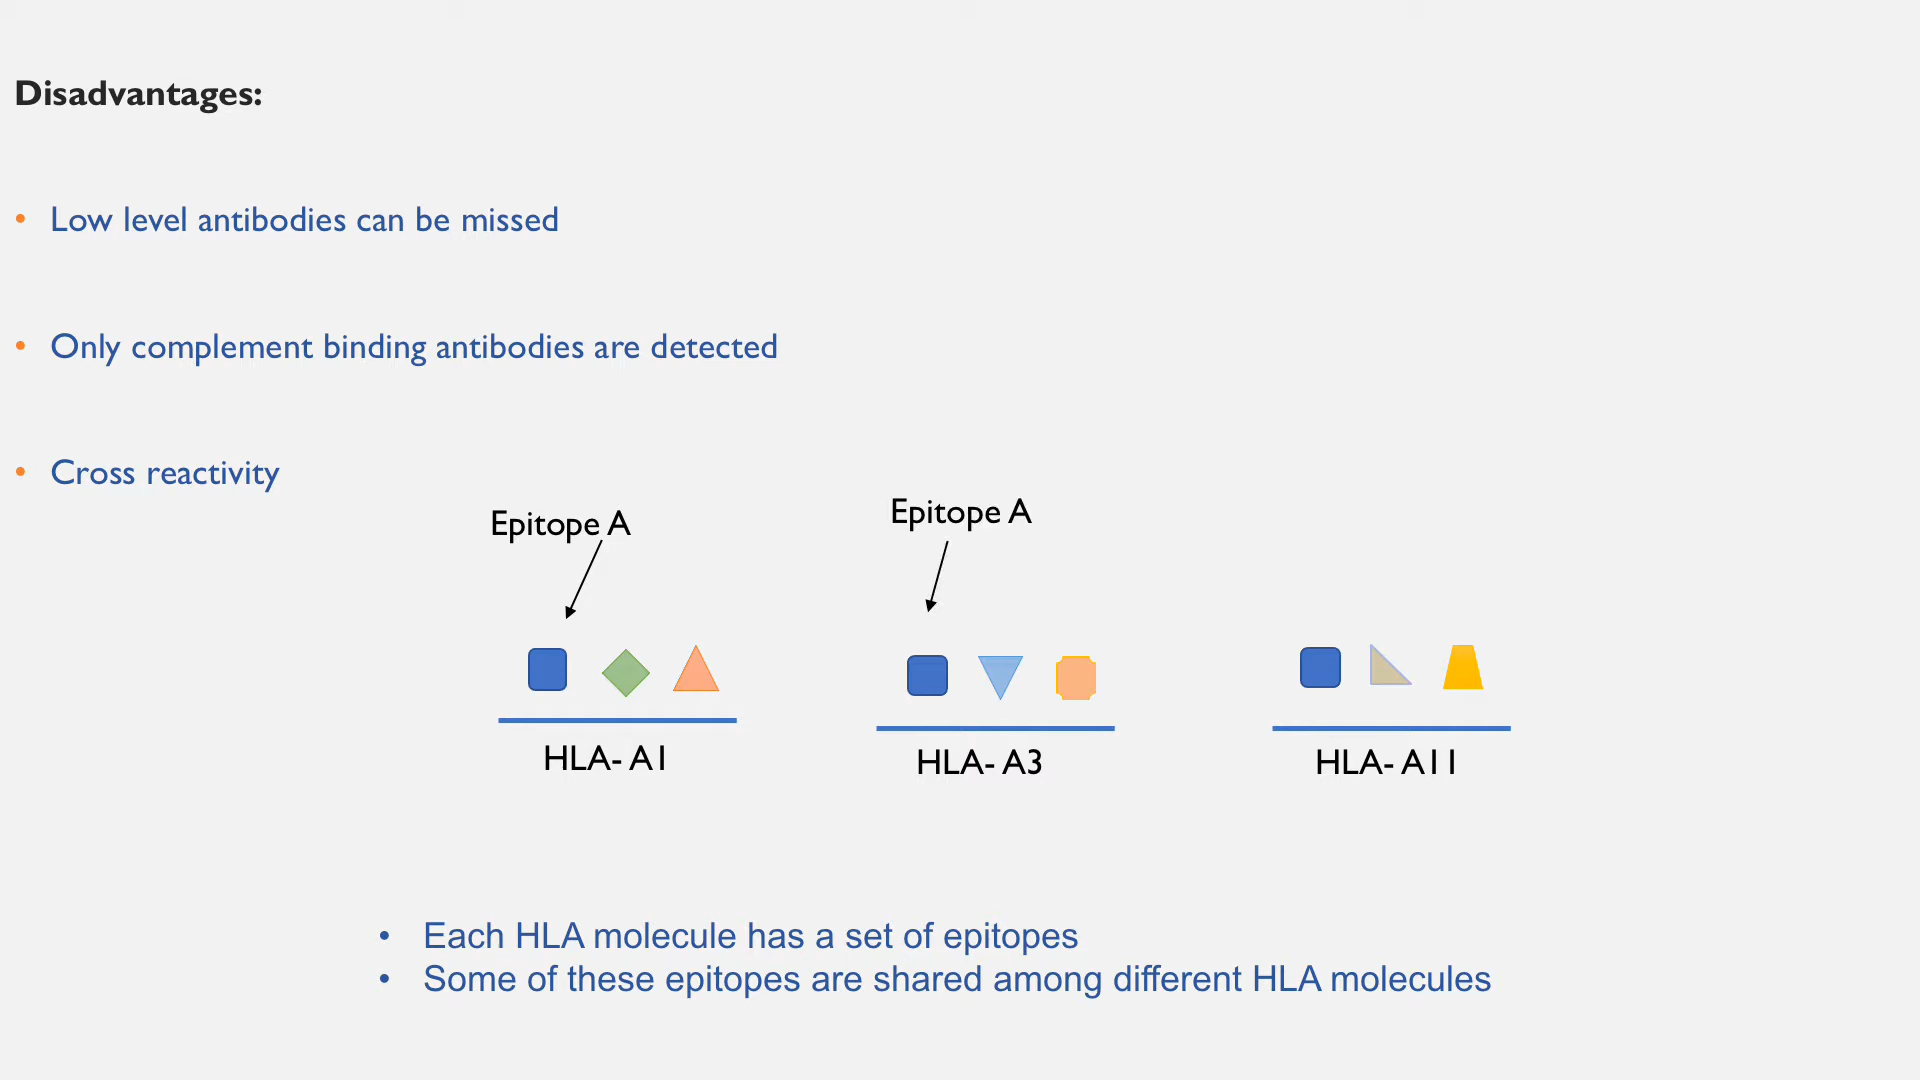 Disadvantages:
• Low level antibodies can be missed
• Only complement binding antibodies are detected
• Cross reactivity
Epitope A
Epitope A
HLA- A1
HLA- A3
HLA- A11
• Each HLA molecule has a set of epitopes
• Some of these epitopes are shared among different HLA molecules